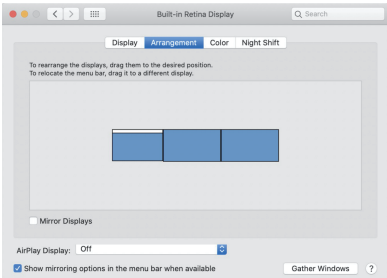 Built-in Retina Display
Search
Display Arrangement Color Night Shift
To rearrange the displays, drag them to the desired position.
To relocate the menu bar, drag it to a different display.
Mirror Displays
AirPlay Display: Off
Show mirroring options in the menu bar when available
Gather Windows ?